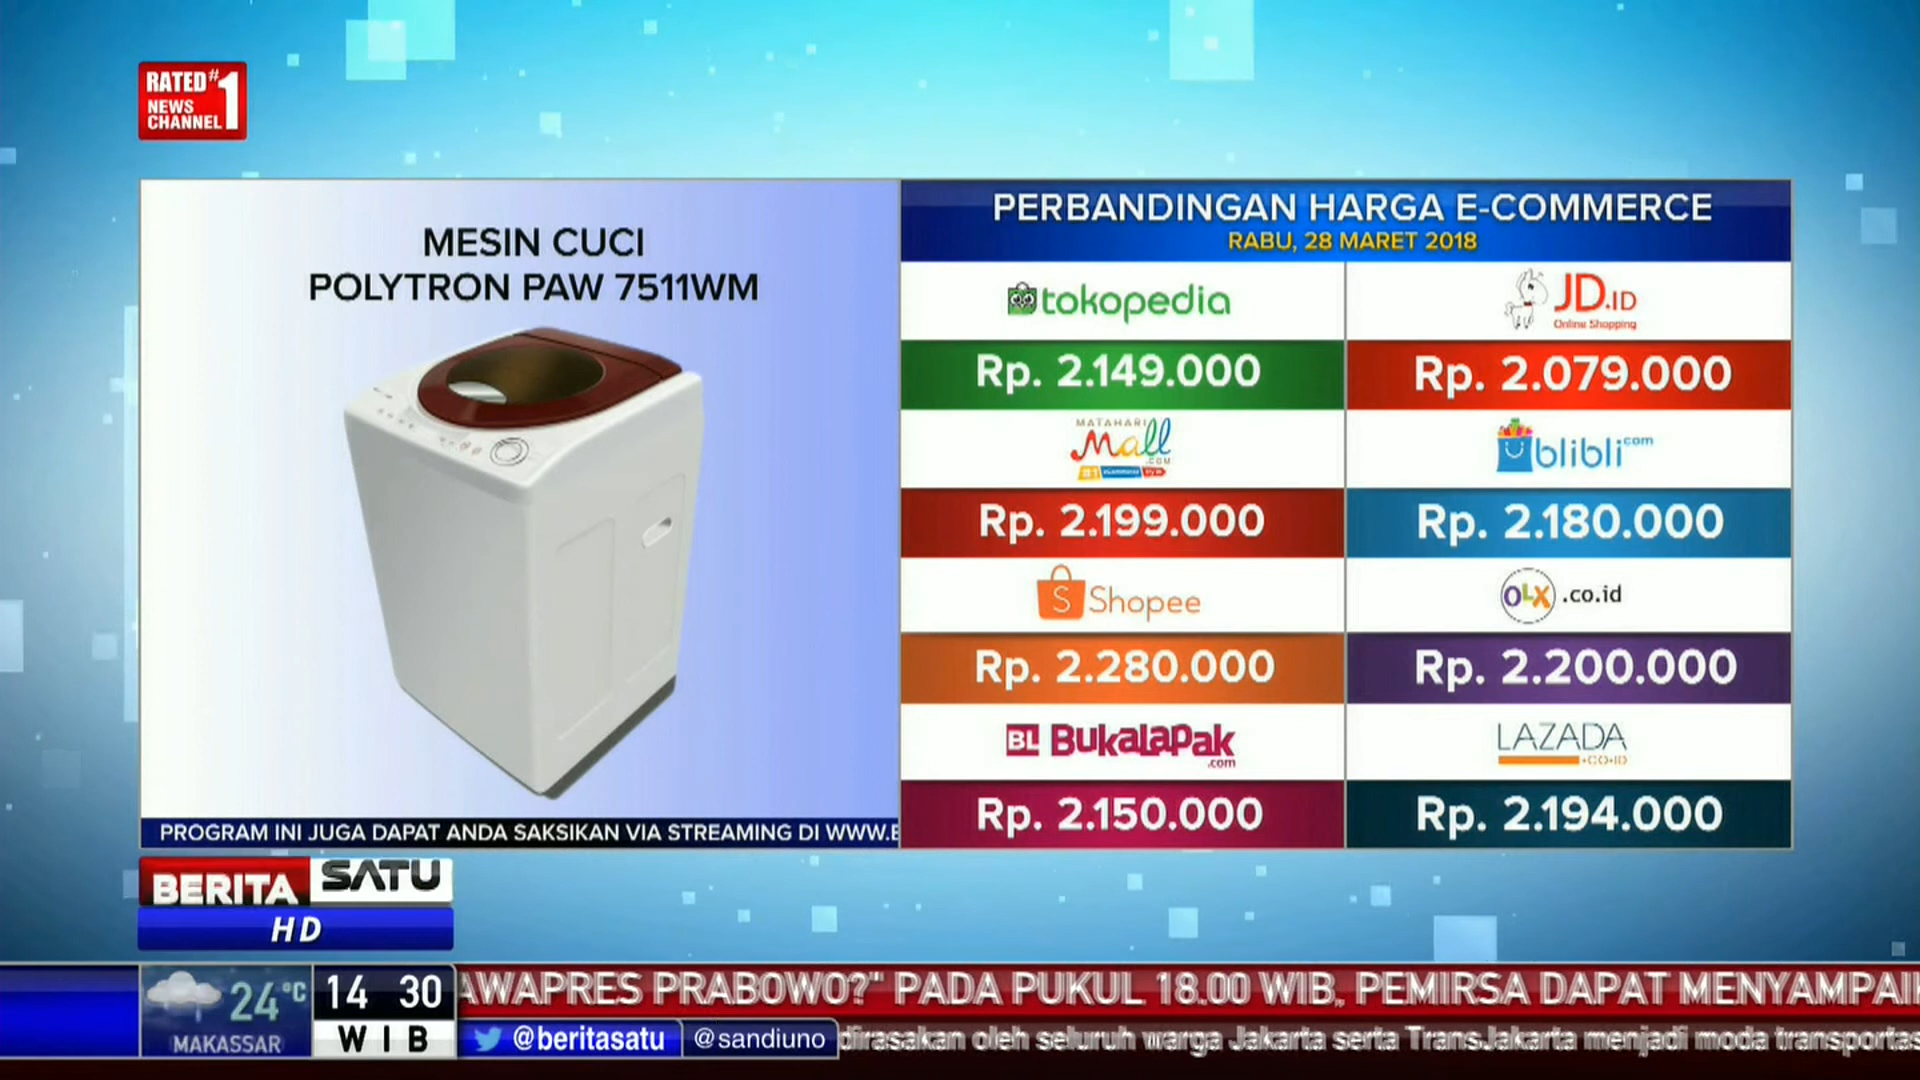 RATED #1
NEWS
CHANNEL
MESIN CUCI
POLYTRON PAW 7511WM
PERBANDINGAN HARGA E-COMMERCE
RABU, 28 MARET 2018
tokopedia
JD.ID
Online Shopping
Rp. 2.149.000
Rp. 2.079.000
MATAHARI
Mall
.COM
blibli.com
Rp. 2.199.000
Rp. 2.180.000
S Shopee
OLX .co.id
Rp. 2.280.000
Rp. 2.200.000
BL BukalaPak
.com
LAZADA
.CO.ID
Rp. 2.150.000
Rp. 2.194.000
PROGRAM INI JUGA DAPAT ANDA SAKSIKAN VIA STREAMING DI WWW.B
BERITA SATU
HD
24°C
MAKASSAR
14 30
WIB
AWAPRES PRABOWO?" PADA PUKUL 18.00 WIB. PEMIRSA DAPAT MENYAMPAIK
@beritasatu
@sandiuno
dirasakan oleh seluruh warga Jakarta serta TransJakarta menjadi moda transportas